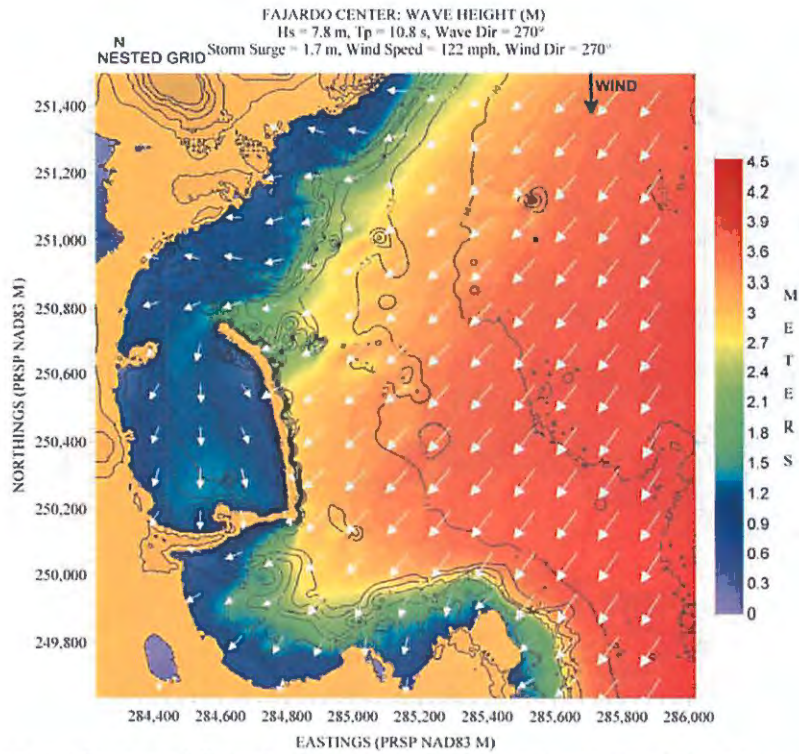 FAJARDO CENTER: WAVE HEIGHT (M)
Hs = 7.8 m, Tp = 10.8 s, Wave Dir = 270°
Storm Surge = 1.7 m, Wind Speed = 122 mph, Wind Dir = 270°
N
NESTED GRID
WIND
251,400
251,200
251,000
250,800
250,600
250,400
250,200
250,000
249,800
NORTHINGS (PRSP NAD83 M)
284,400 284,600 284,800 285,000 285,200 285,400 285,600 285,800 286,000
EASTINGS (PRSP NAD83 M)
4.5
4.2
3.9
3.6
3.3
3
2.7
2.4
2.1
1.8
1.5
1.2
0.9
0.6
0.3
0
METERS